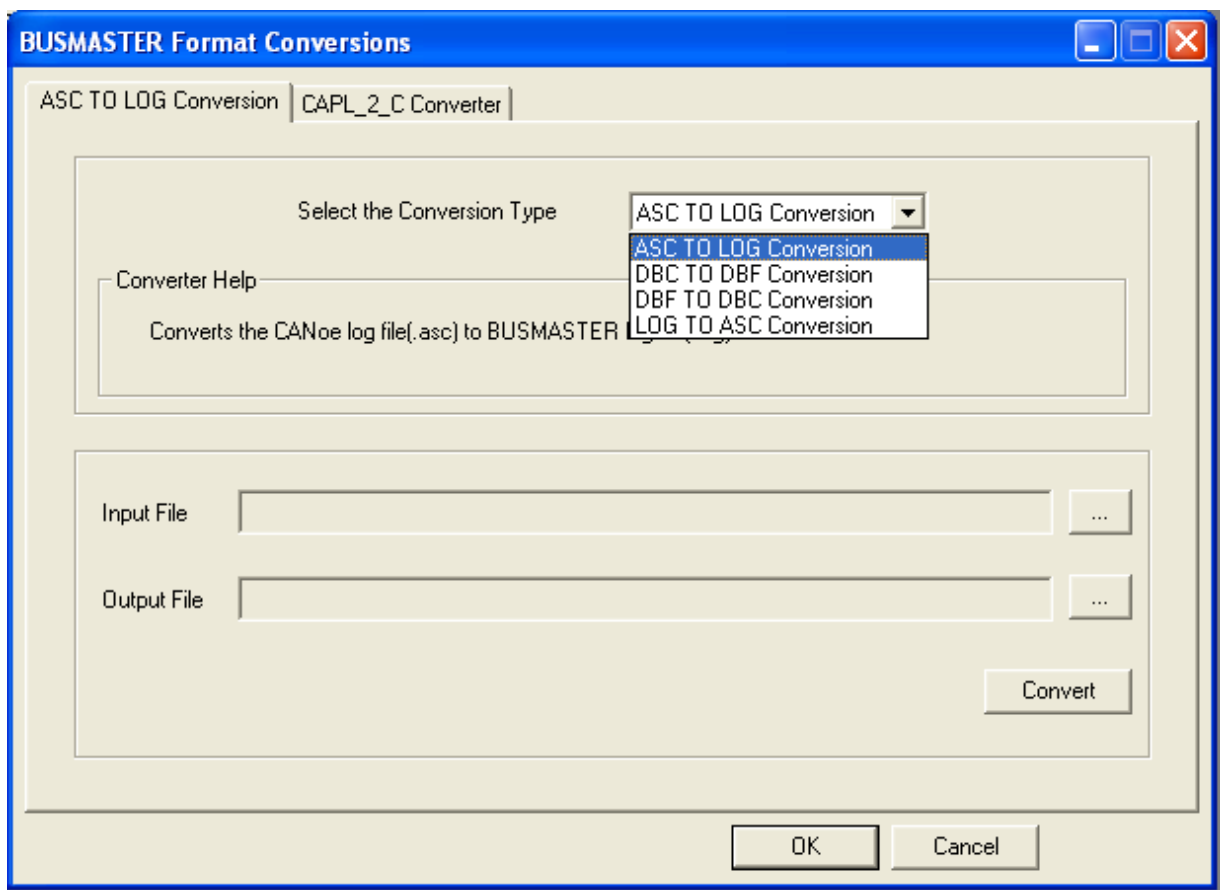 BUSMASTER Format Conversions
ASC TO LOG Conversion CAPL_2_C Converter
Select the Conversion Type ASC TO LOG Conversion
ASC TO LOG Conversion
DBC TO DBF Conversion
DBF TO DBC Conversion
LOG TO ASC Conversion
Converter Help
Converts the CANoe log file(.asc) to BUSMASTER
Input File ...
Output File ...
Convert
OK Cancel